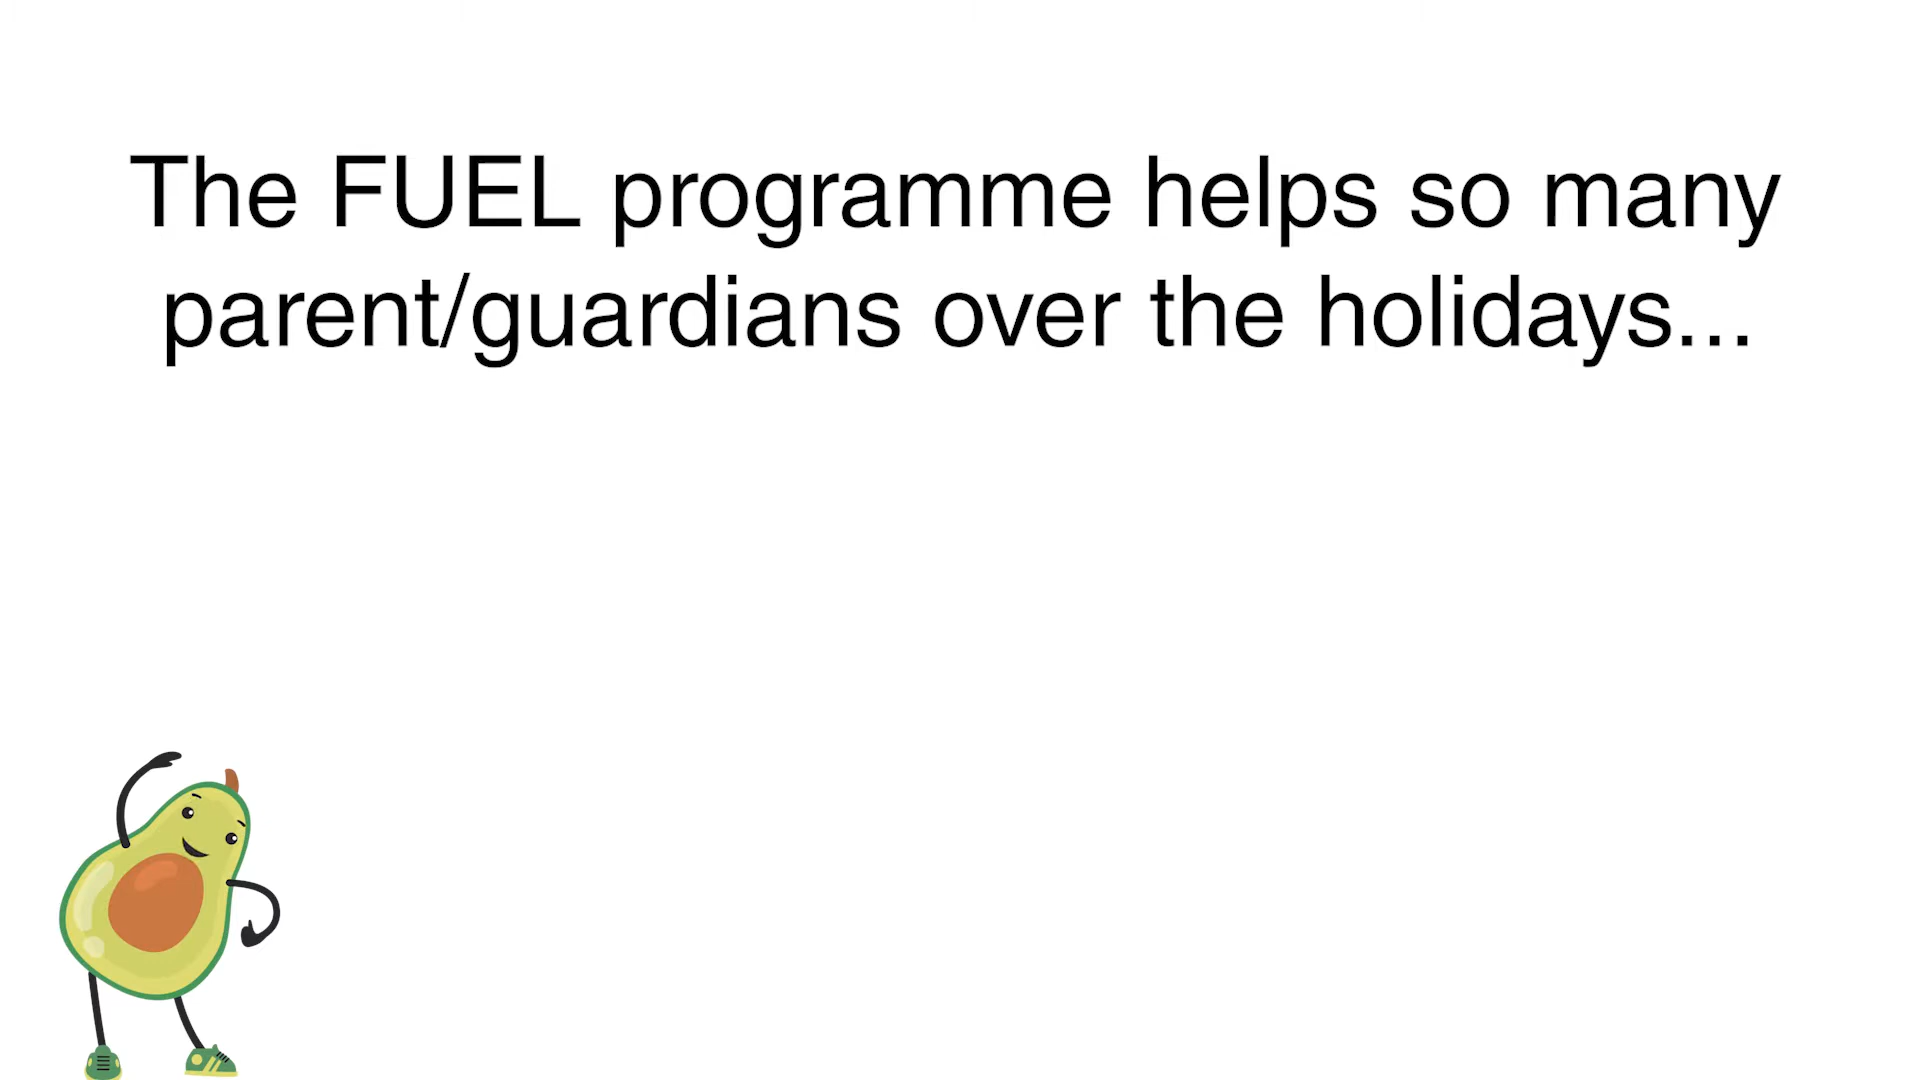 The FUEL programme helps so many
parent/guardians over the holidays...